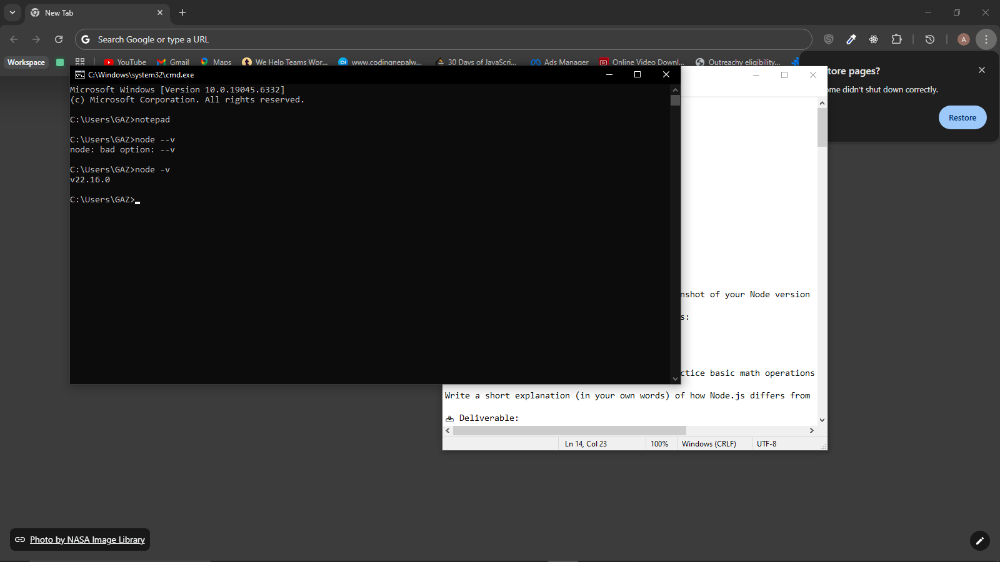 New Tab
Search Google or type a URL
A
Workspace
YouTube
Gmail
Maps
We Help Teams Wor...
www.codingnepalw...
30 Days of JavaScri...
Ads Manager
Online Video Downl...
Outreachy eligibility...
tore pages?
ome didn't shut down correctly.
Restore
C:\Windows\system32\cmd.exe
Microsoft Windows [Version 10.0.19045.6332]
(c) Microsoft Corporation. All rights reserved.
C:\Users\GAZ>notepad
C:\Users\GAZ>node --v
node: bad option: --v
C:\Users\GAZ>node -v
v22.16.0
C:\Users\GAZ>
nshot of your Node version
s:
ctice basic math operations
Write a short explanation (in your own words) of how Node.js differs from
Deliverable:
Ln 14, Col 23
100%
Windows (CRLF)
UTF-8
Photo by NASA Image Library